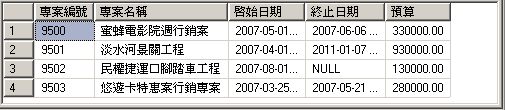 專案編號 專案名稱 啓始日期 終止日期 預算
1 9500 蜜蜂電影院週行銷案 2007-05-01... 2007-06-06 ... 330000.00
2 9501 淡水河景關工程 2007-04-01... 2011-01-07 ... 930000.00
3 9502 民權捷運口腳踏車工程 2007-08-01... NULL 130000.00
4 9503 悠遊卡特惠案行銷專案 2007-03-25... 2007-05-21 ... 280000.00